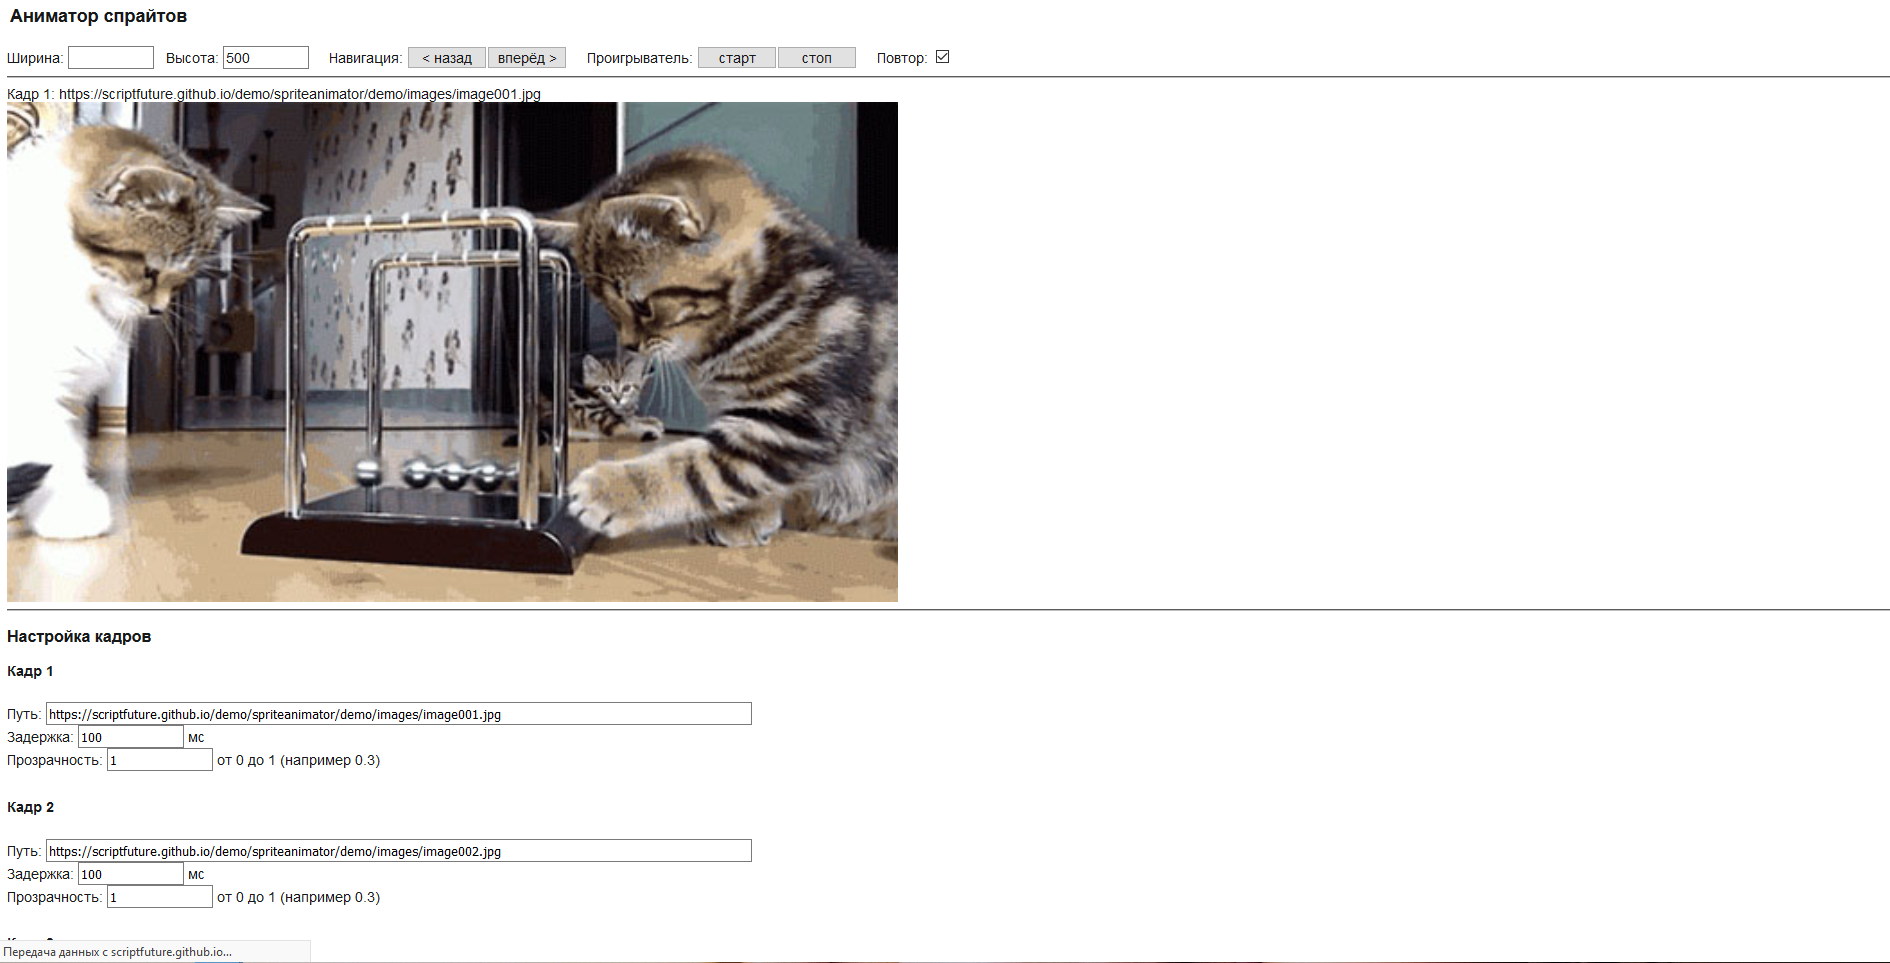 Аниматор спрайтов
Ширина: Высота: 500 Навигация: < назад вперёд > Проигрыватель: старт стоп Повтор:
Кадр 1: https://scriptfuture.github.io/demo/spriteanimator/demo/images/image001.jpg
Настройка кадров
Кадр 1
Путь: https://scriptfuture.github.io/demo/spriteanimator/demo/images/image001.jpg
Задержка: 100 мс
Прозрачность: 1 от 0 до 1 (например 0.3)
Кадр 2
Путь: https://scriptfuture.github.io/demo/spriteanimator/demo/images/image002.jpg
Задержка: 100 мс
Прозрачность: 1 от 0 до 1 (например 0.3)
Передача данных с scriptfuture.github.io...